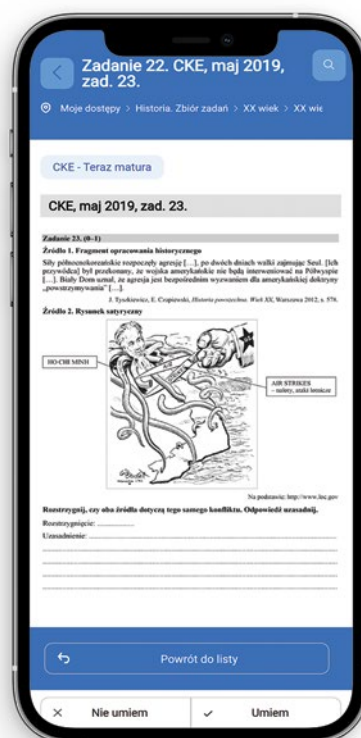 Zadanie 22. CKE, maj 2019,
zad. 23.
Moje dostępy > Historia. Zbiór zadań > XX wiek > XX wie
CKE - Teraz matura
CKE, maj 2019, zad. 23.
Zadanie 23. (0–1)
Źródło 1. Fragment opracowania historycznego
Siły północnokoreańskie rozpoczęły agresję […], po dwóch dniach walki zajmując Seul. [Ich
przywódca] był przekonany, że wojska amerykańskie nie będą interweniować na Półwyspie
[…]. Biały Dom uznał, że agresja jest bezpośrednim wyzwaniem dla amerykańskiej doktryny
„powstrzymywania” […].
J. Tyszkiewicz, E. Czapiewski, Historia powszechna. Wiek XX, Warszawa 2012, s. 578.
Źródło 2. Rysunek satyryczny
HO CHI MINH
AIR STRIKES
– naloty, ataki lotnicze
Na podstawie: http://www.loc.gov
Rozstrzygnij, czy oba źródła dotyczą tego samego konfliktu. Odpowiedź uzasadnij.
Rozstrzygnięcie:
Uzasadnienie:
Powrót do listy
Nie umiem
Umiem